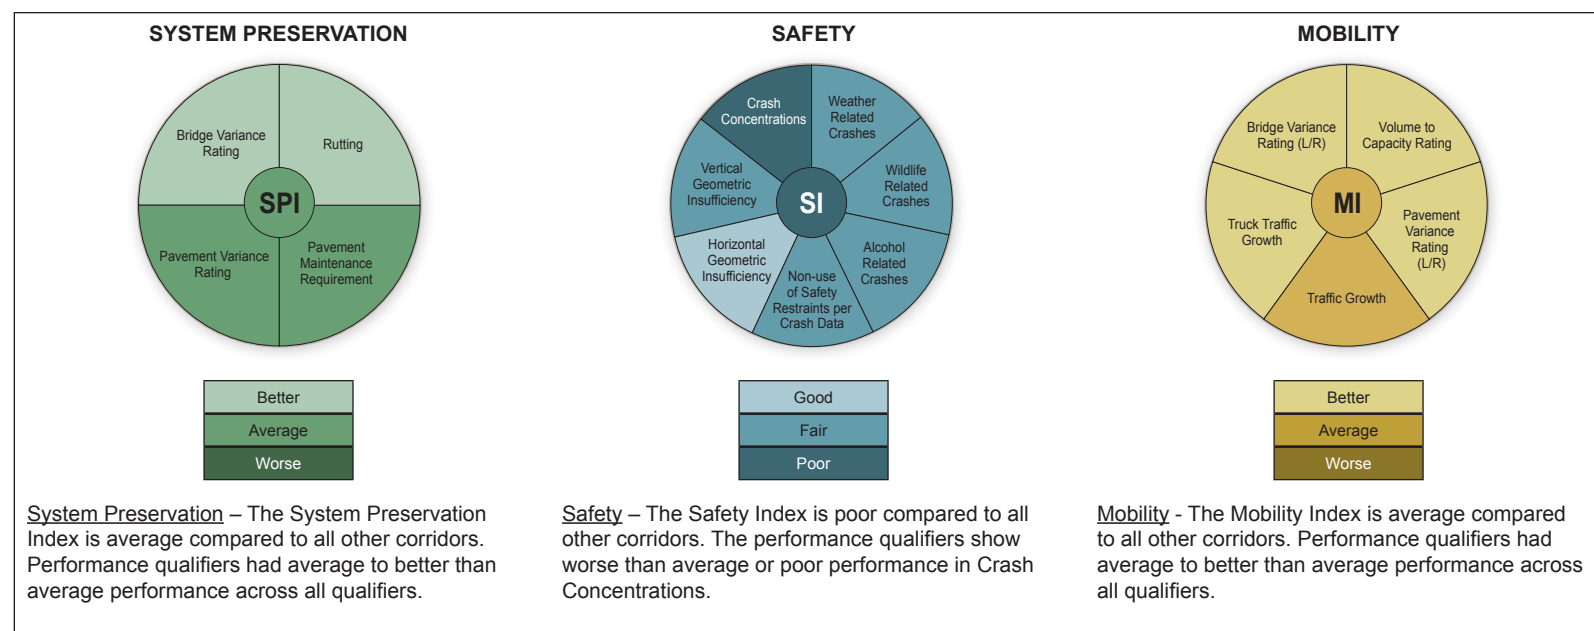 SYSTEM PRESERVATION
Bridge Variance
Rating
Rutting
SPI
Pavement Variance
Rating
Pavement
Maintenance
Requirement
Better
Average
Worse
System Preservation – The System Preservation
Index is average compared to all other corridors.
Performance qualifiers had average to better than
average performance across all qualifiers.
SAFETY
Crash
Concentrations
Weather
Related
Crashes
Vertical
Geometric
Insufficiency
Wildlife
Related
Crashes
SI
Horizontal
Geometric
Insufficiency
Alcohol
Related
Crashes
Non-use
of Safety
Restraints per
Crash Data
Good
Fair
Poor
Safety – The Safety Index is poor compared to all
other corridors. The performance qualifiers show
worse than average or poor performance in Crash
Concentrations.
MOBILITY
Bridge Variance
Rating (L/R)
Volume to
Capacity Rating
MI
Truck Traffic
Growth
Pavement
Variance
Rating
(L/R)
Traffic Growth
Better
Average
Worse
Mobility - The Mobility Index is average compared
to all other corridors. Performance qualifiers had
average to better than average performance across
all qualifiers.